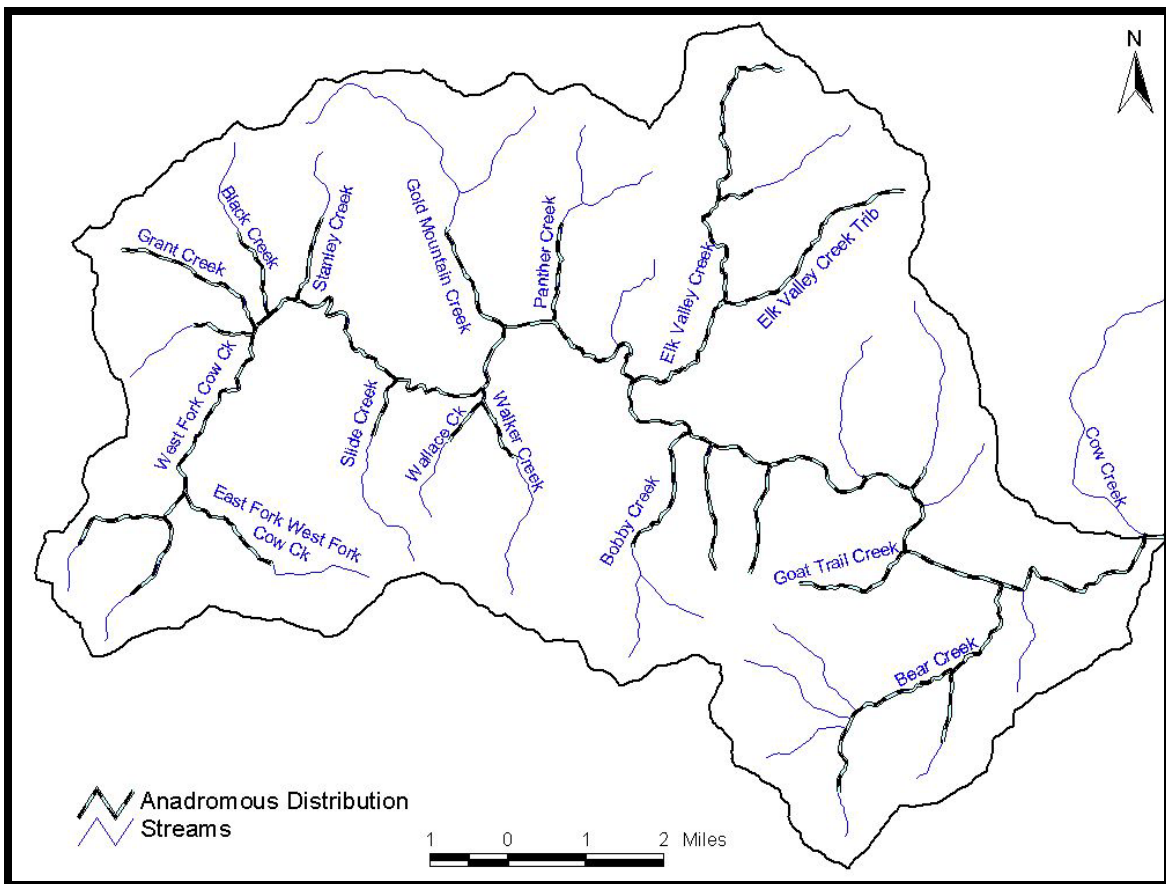 N
Black Creek
Grant Creek
Stanley Creek
Gold Mountain Creek
Panther Creek
Elk Valley Creek
Elk Valley Creek Trib
West Fork Cow Ck
Slide Creek
Wallace Ck
Walker Creek
Cow Creek
East Fork West Fork
Cow Ck
Bobby Creek
Goat Trail Creek
Bear Creek
Anadromous Distribution
Streams
1 0 1 2 Miles